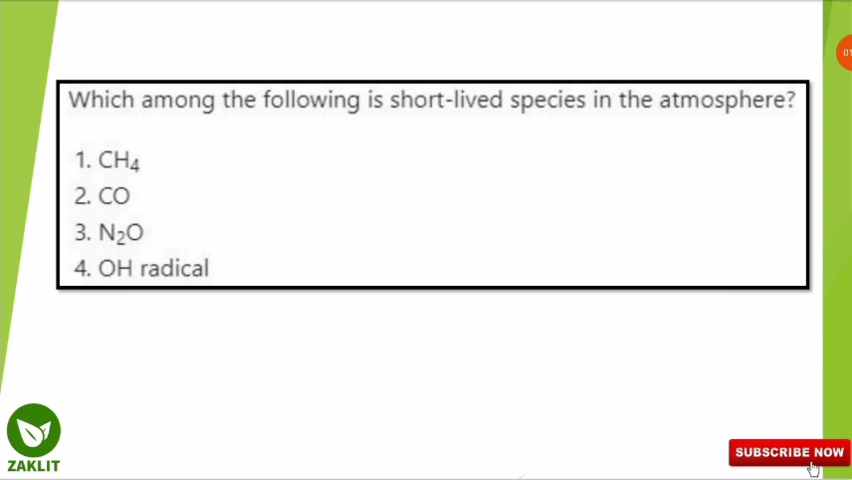 Which among the following is short-lived species in the atmosphere?
1. CH₄
2. CO
3. N₂O
4. OH radical
01
ZAKLIT
SUBSCRIBE NOW